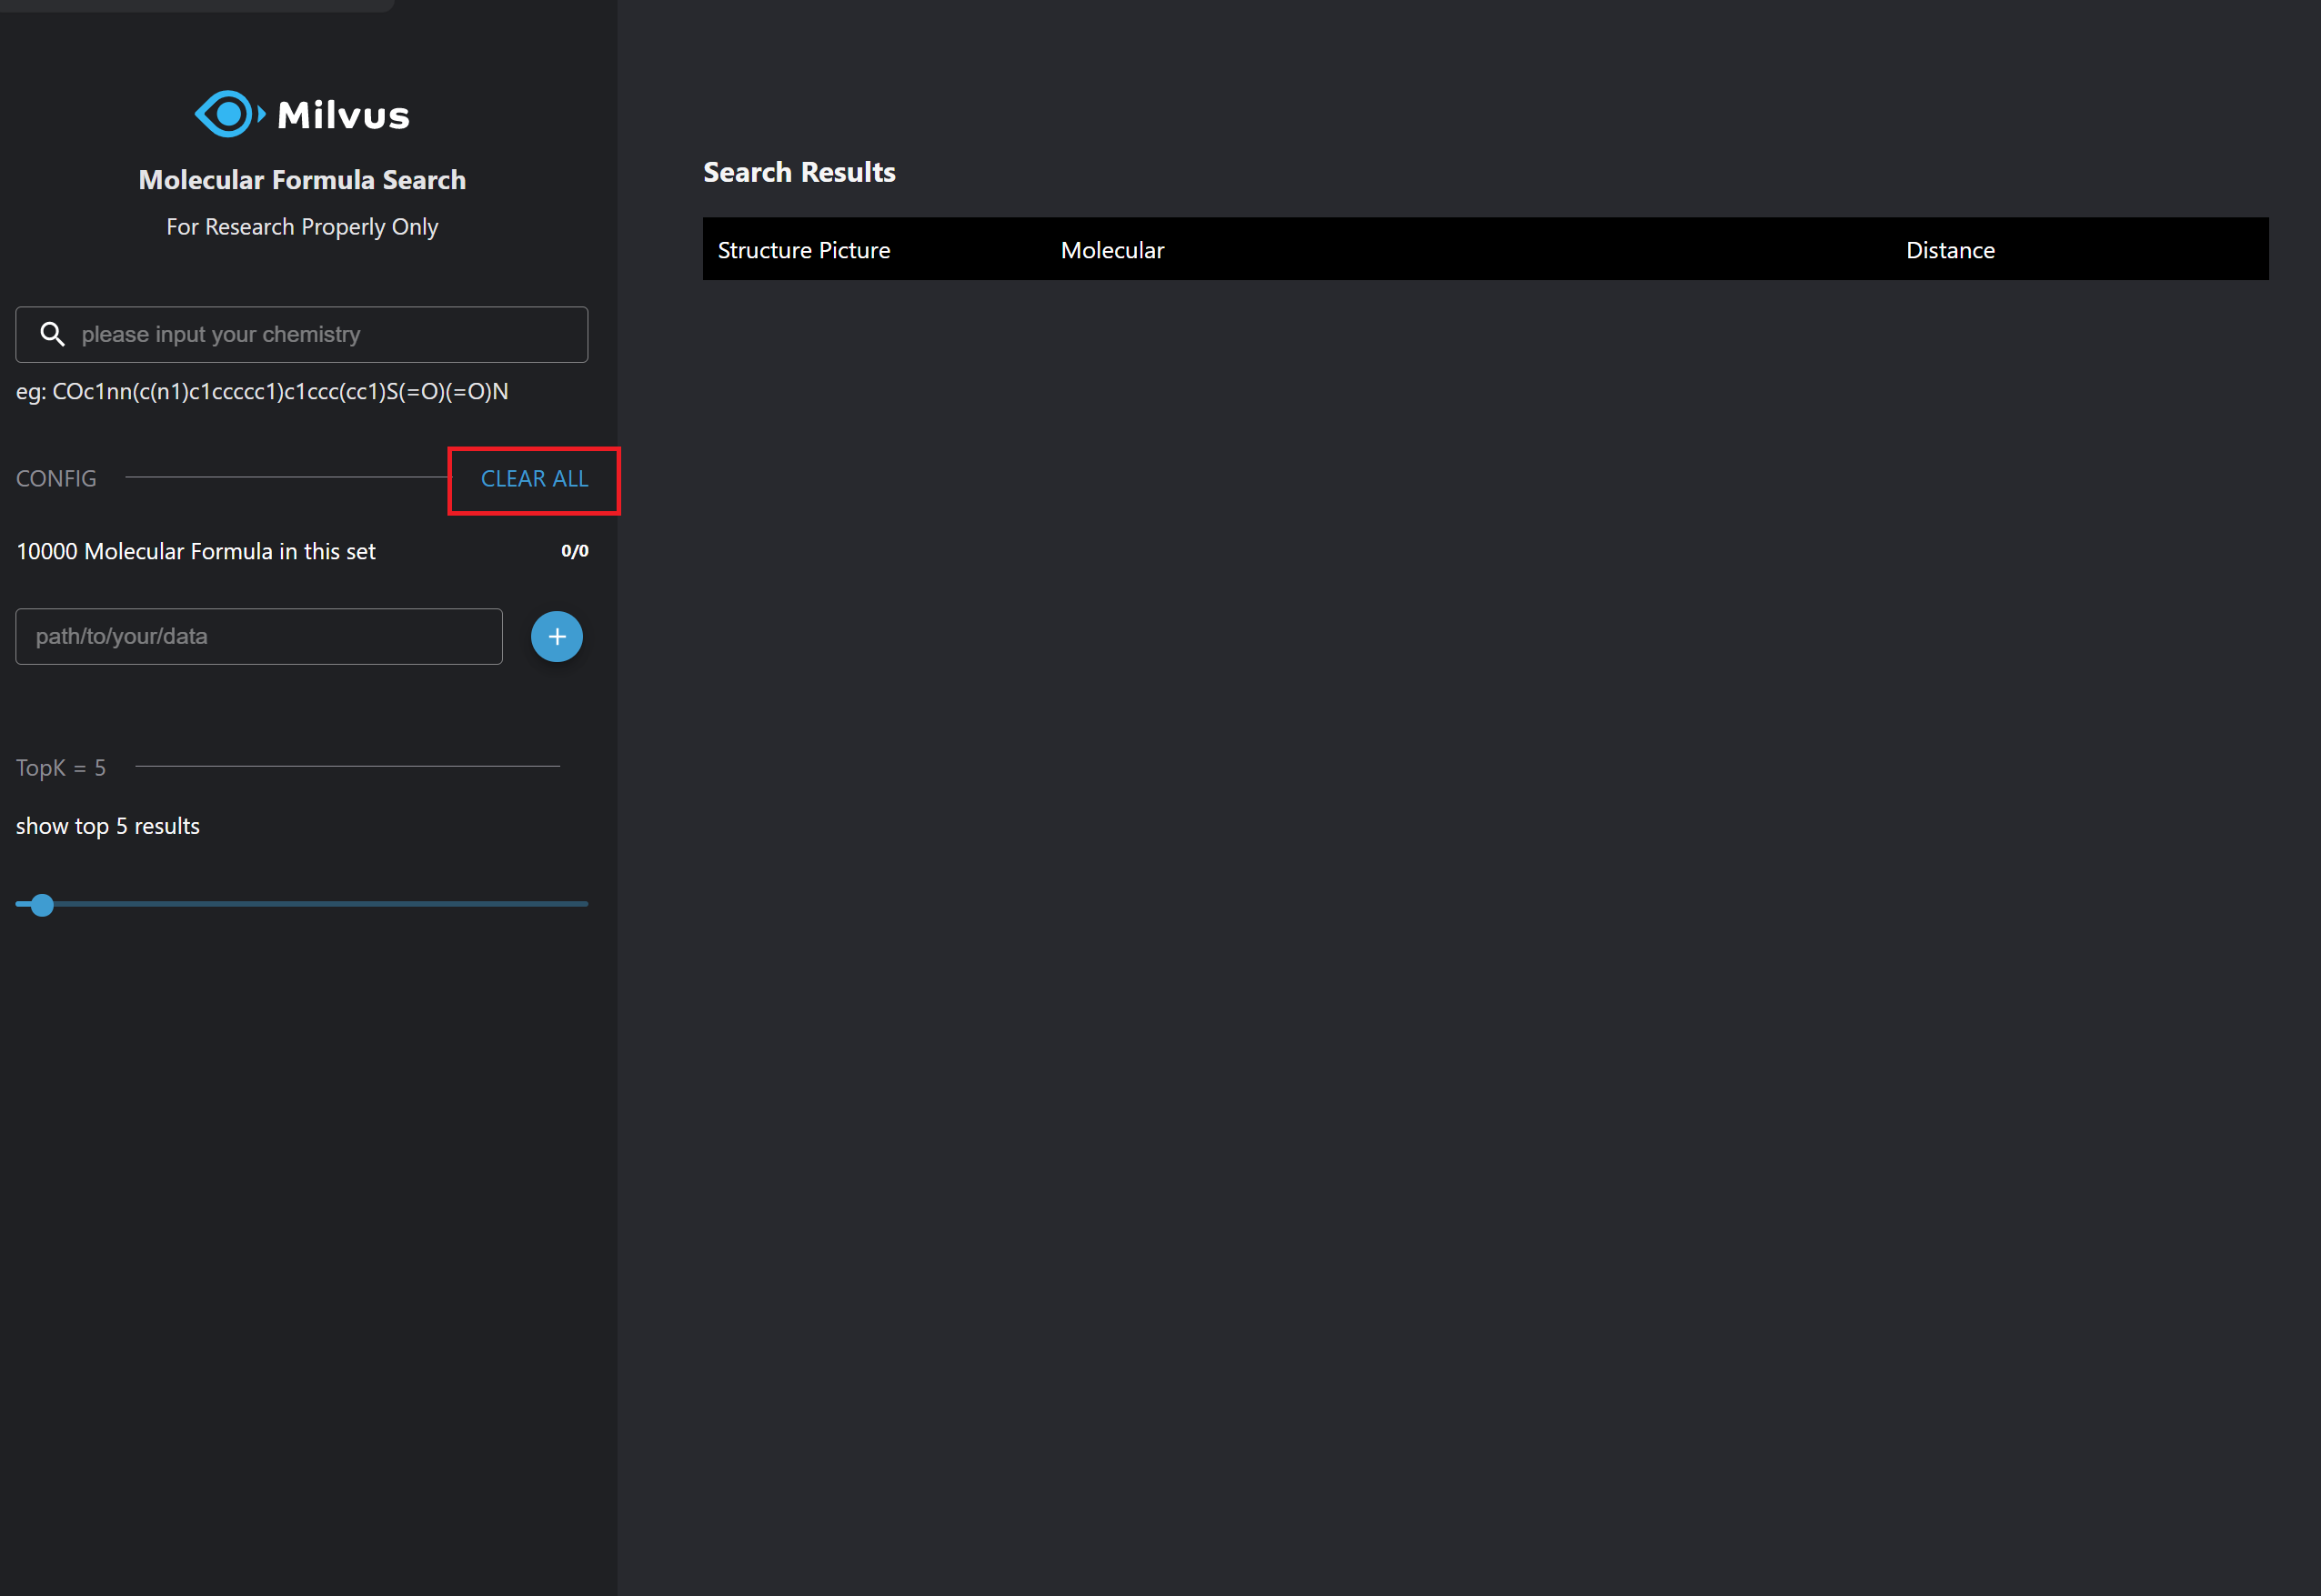 Milvus
Molecular Formula Search
For Research Properly Only
please input your chemistry
eg: COc1nn(c(n1)c1ccccc1)c1ccc(cc1)S(=O)(=O)N
CONFIG CLEAR ALL
10000 Molecular Formula in this set 0/0
path/to/your/data
TopK = 5
show top 5 results
Search Results
Structure Picture Molecular Distance